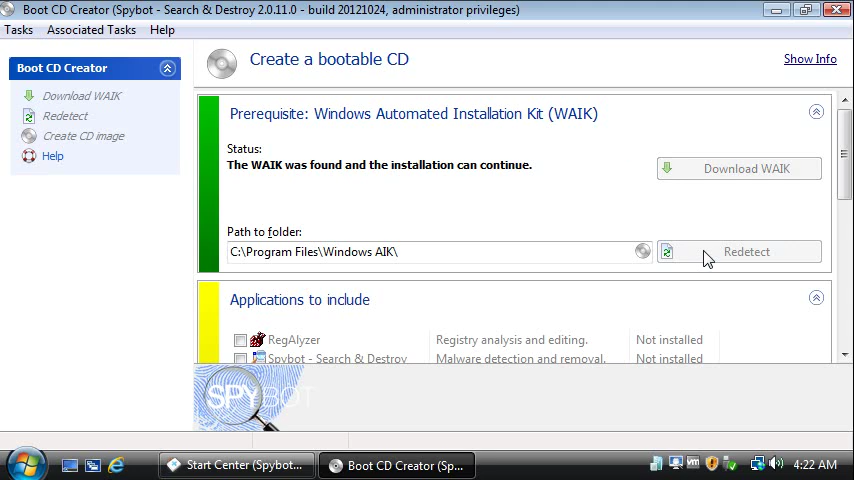 Boot CD Creator (Spybot - Search & Destroy 2.0.11.0 - build 20121024, administrator privileges)
Tasks Associated Tasks Help
Boot CD Creator
Download WAIK
Redetect
Create CD image
Help
Create a bootable CD
Show Info
Prerequisite: Windows Automated Installation Kit (WAIK)
Status:
The WAIK was found and the installation can continue.
Download WAIK
Path to folder:
C:\Program Files\Windows AIK\
Redetect
Applications to include
RegAlyzer Registry analysis and editing. Not installed
Spybot - Search & Destroy Malware detection and removal. Not installed
SPYBOT
Start Center (Spybot...
Boot CD Creator (Sp...
4:22 AM